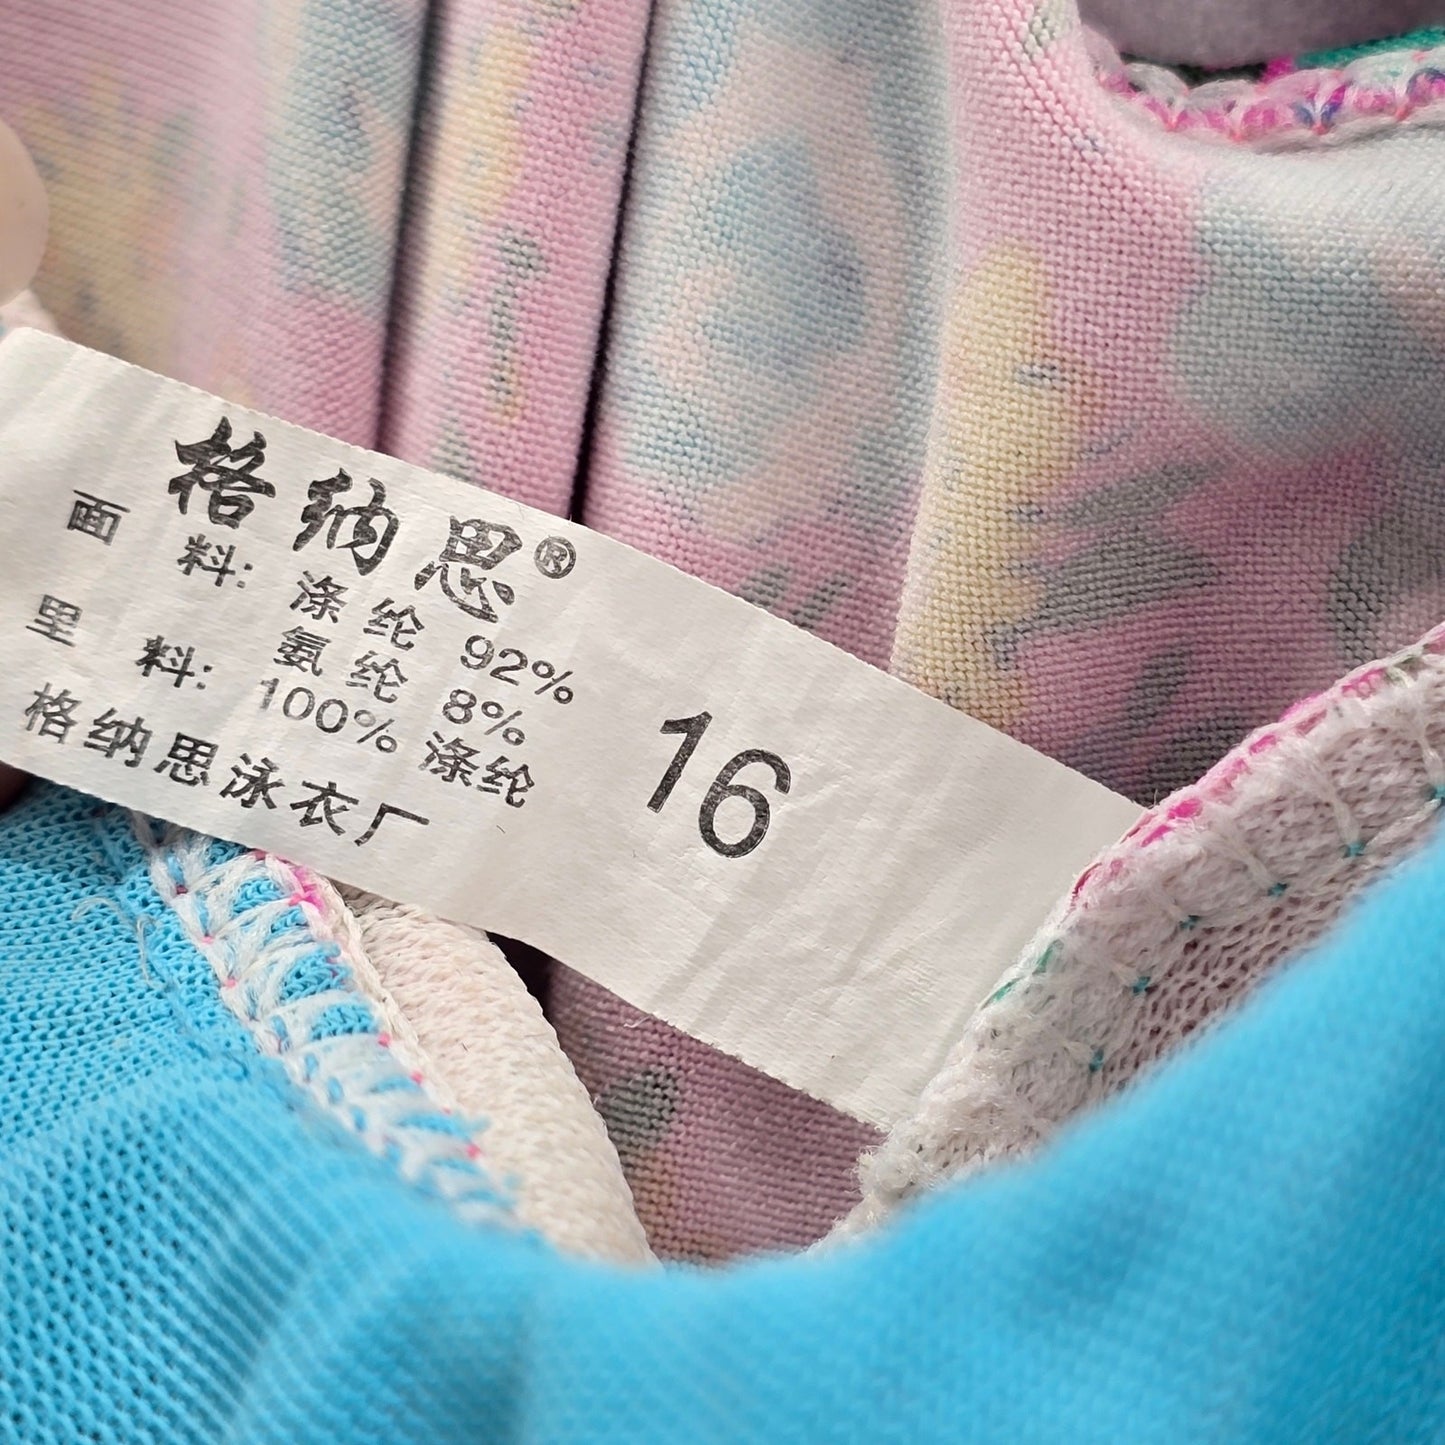 格纳思®
面 料: 涤纶 92%
氨纶 8%
里 料: 100% 涤纶
格纳思泳衣厂
16